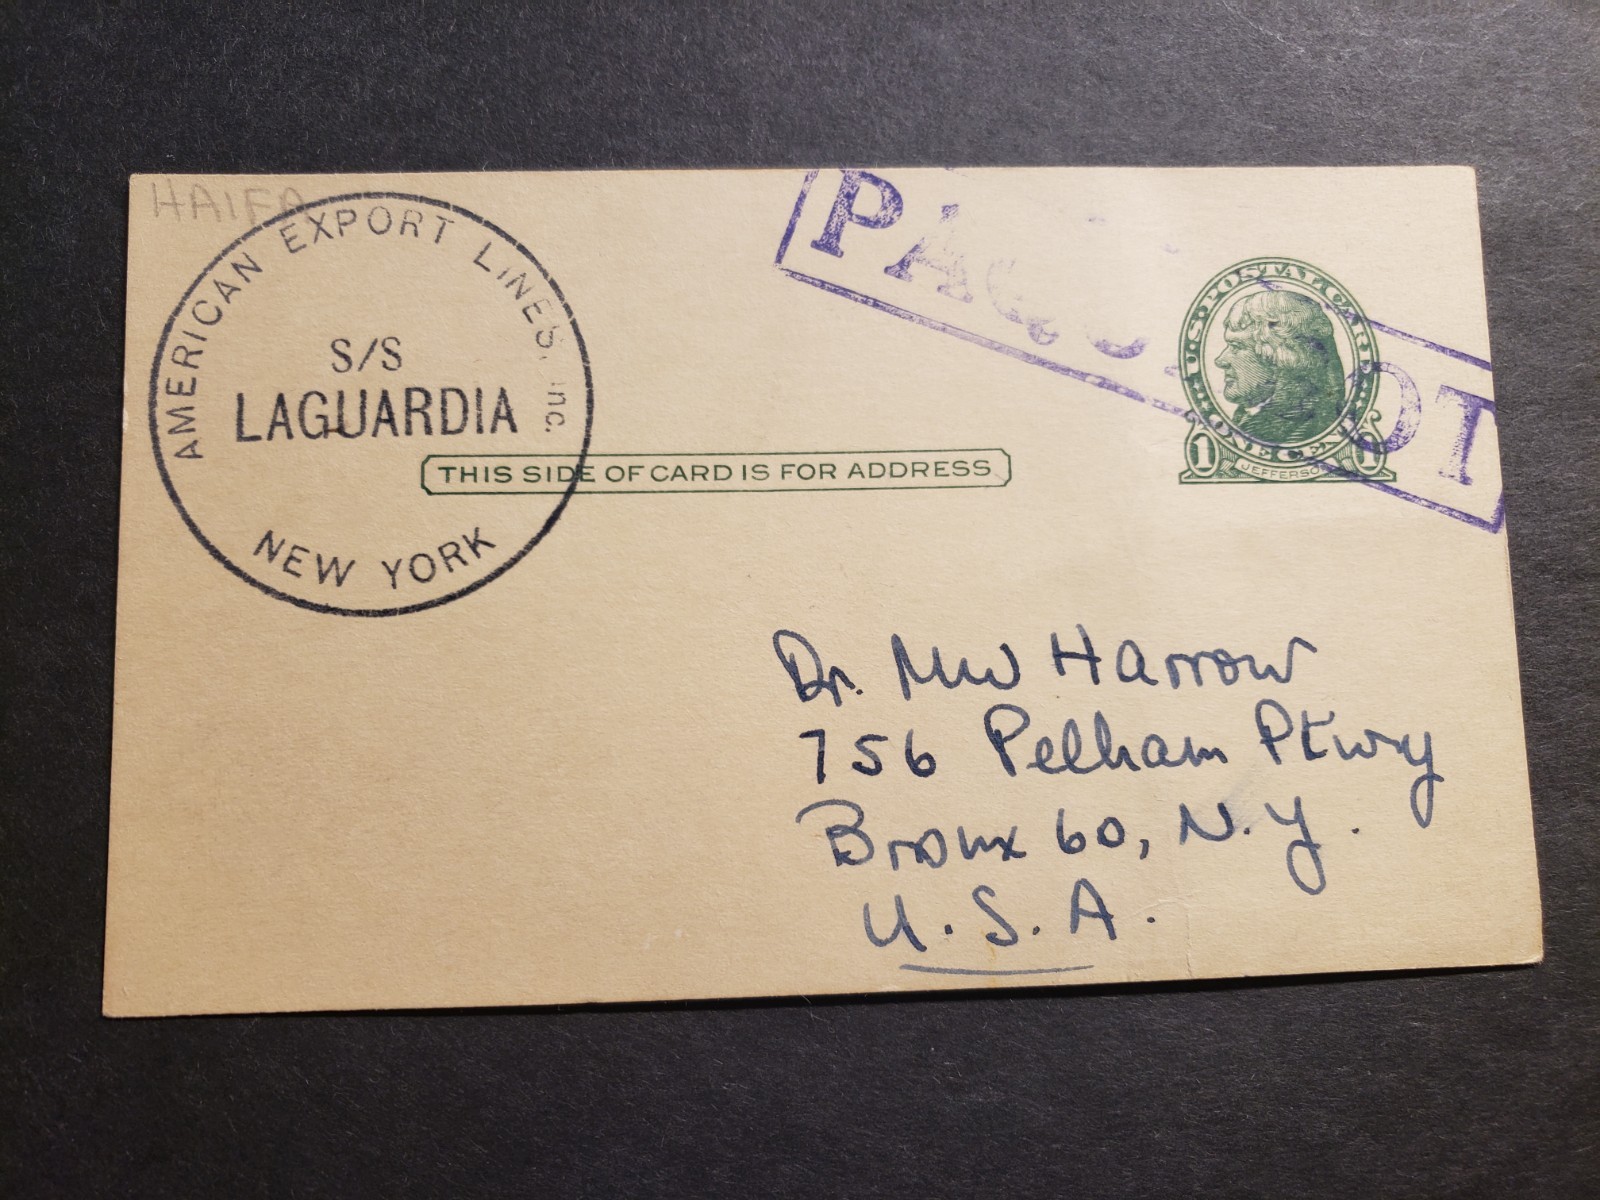 HAIFA
AMERICAN EXPORT LINES, Inc.
S/S
LAGUARDIA
NEW YORK
THIS SIDE OF CARD IS FOR ADDRESS
U·S·POSTAL CARD
ONE CENT
1 JEFFERSON 1
Dr. MW Harrow
756 Pelham Pkwy
Bronx 60, N.Y.
U.S.A.